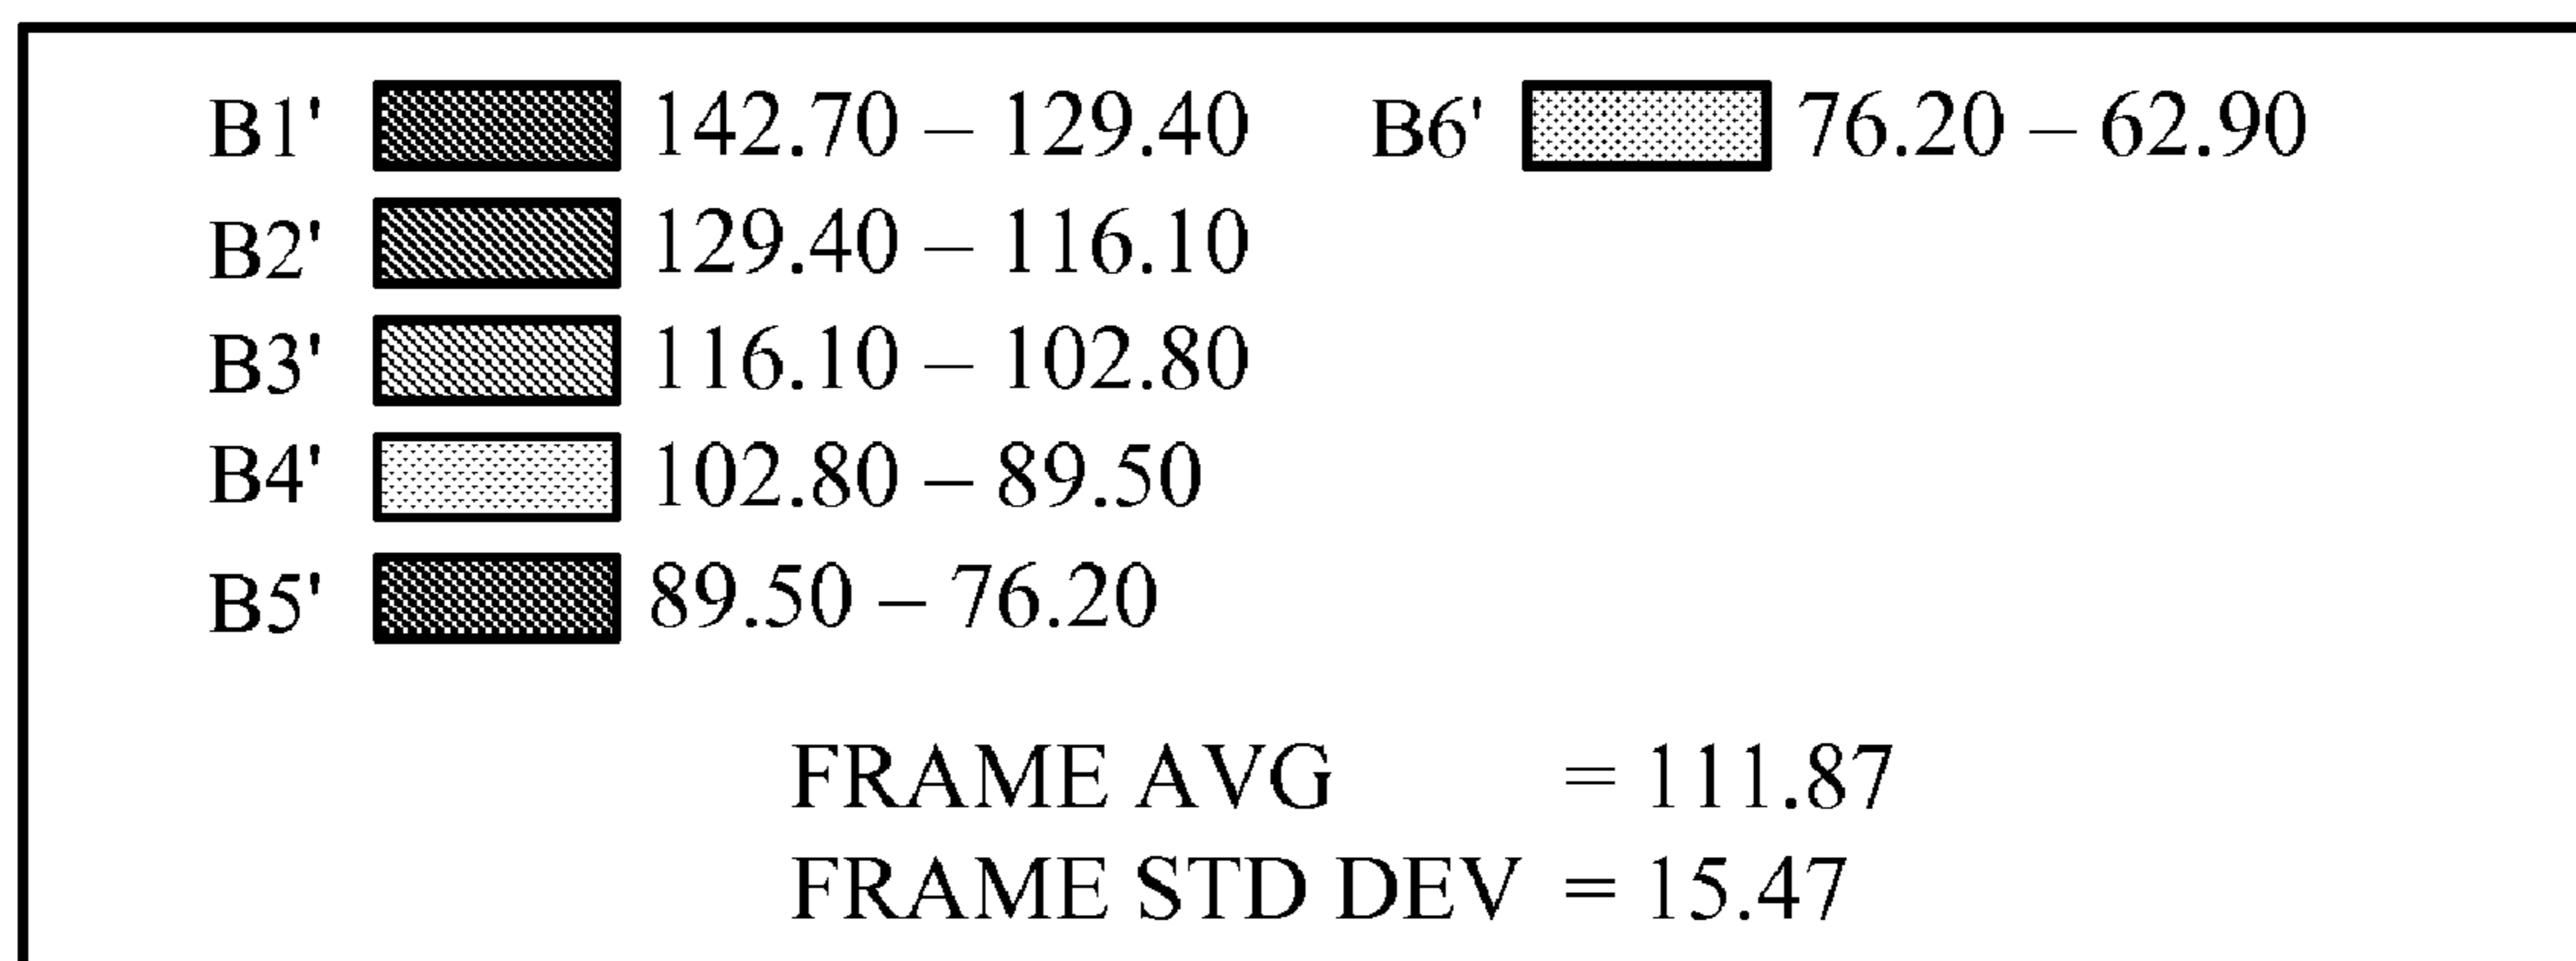 B1' 142.70 – 129.40
B2' 129.40 – 116.10
B3' 116.10 – 102.80
B4' 102.80 – 89.50
B5' 89.50 – 76.20
B6' 76.20 – 62.90
FRAME AVG = 111.87
FRAME STD DEV = 15.47